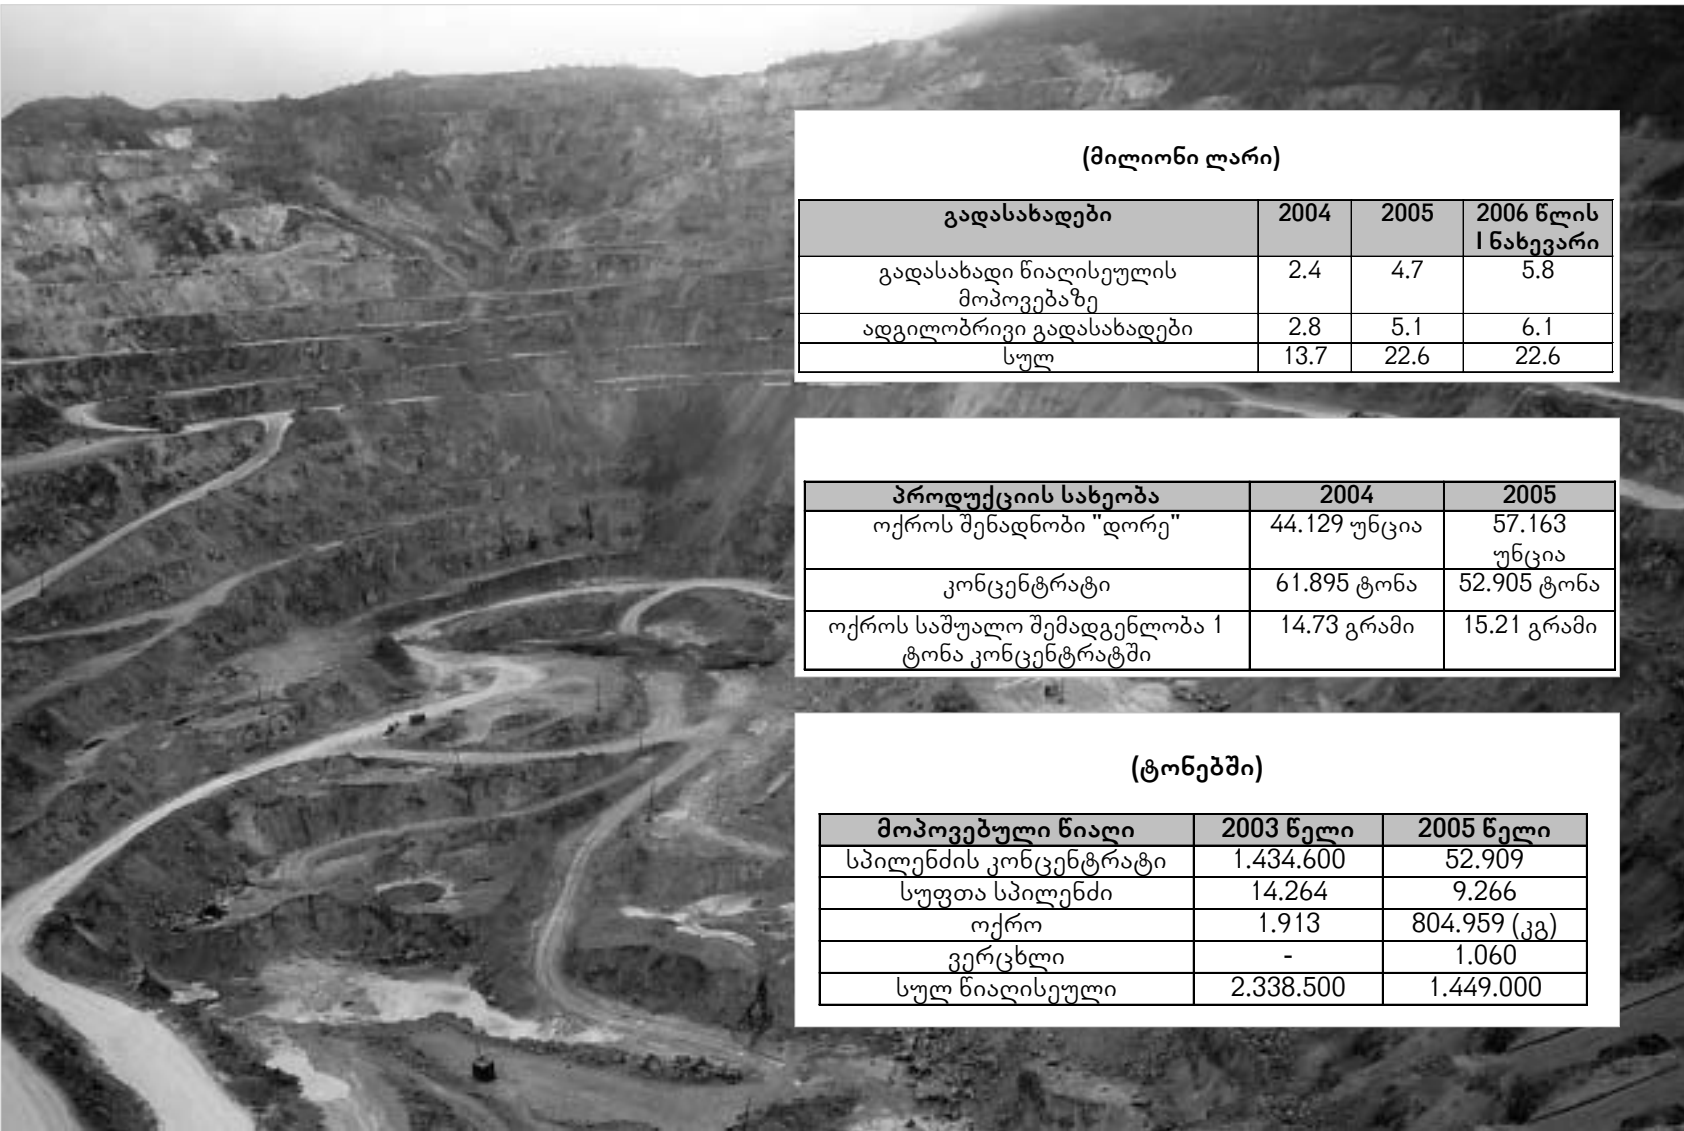 (მილიონი ლარი)
გადასახადები 2004 2005 2006 წლის
I ნახევარი
გადასახადი წიაღისეულის 2.4 4.7 5.8
მოპოვებაზე
ადგილობრივი გადასახადები 2.8 5.1 6.1
სულ 13.7 22.6 22.6
პროდუქციის სახეობა 2004 2005
ოქროს შენადნობი "დორე" 44.129 უნცია 57.163
უნცია
კონცენტრატი 61.895 ტონა 52.905 ტონა
ოქროს საშუალო შემადგენლობა 1 14.73 გრამი 15.21 გრამი
ტონა კონცენტრატში
(ტონებში)
მოპოვებული წიაღი 2003 წელი 2005 წელი
სპილენძის კონცენტრატი 1.434.600 52.909
სუფთა სპილენძი 14.264 9.266
ოქრო 1.913 804.959 (კგ)
ვერცხლი - 1.060
სულ წიაღისეული 2.338.500 1.449.000